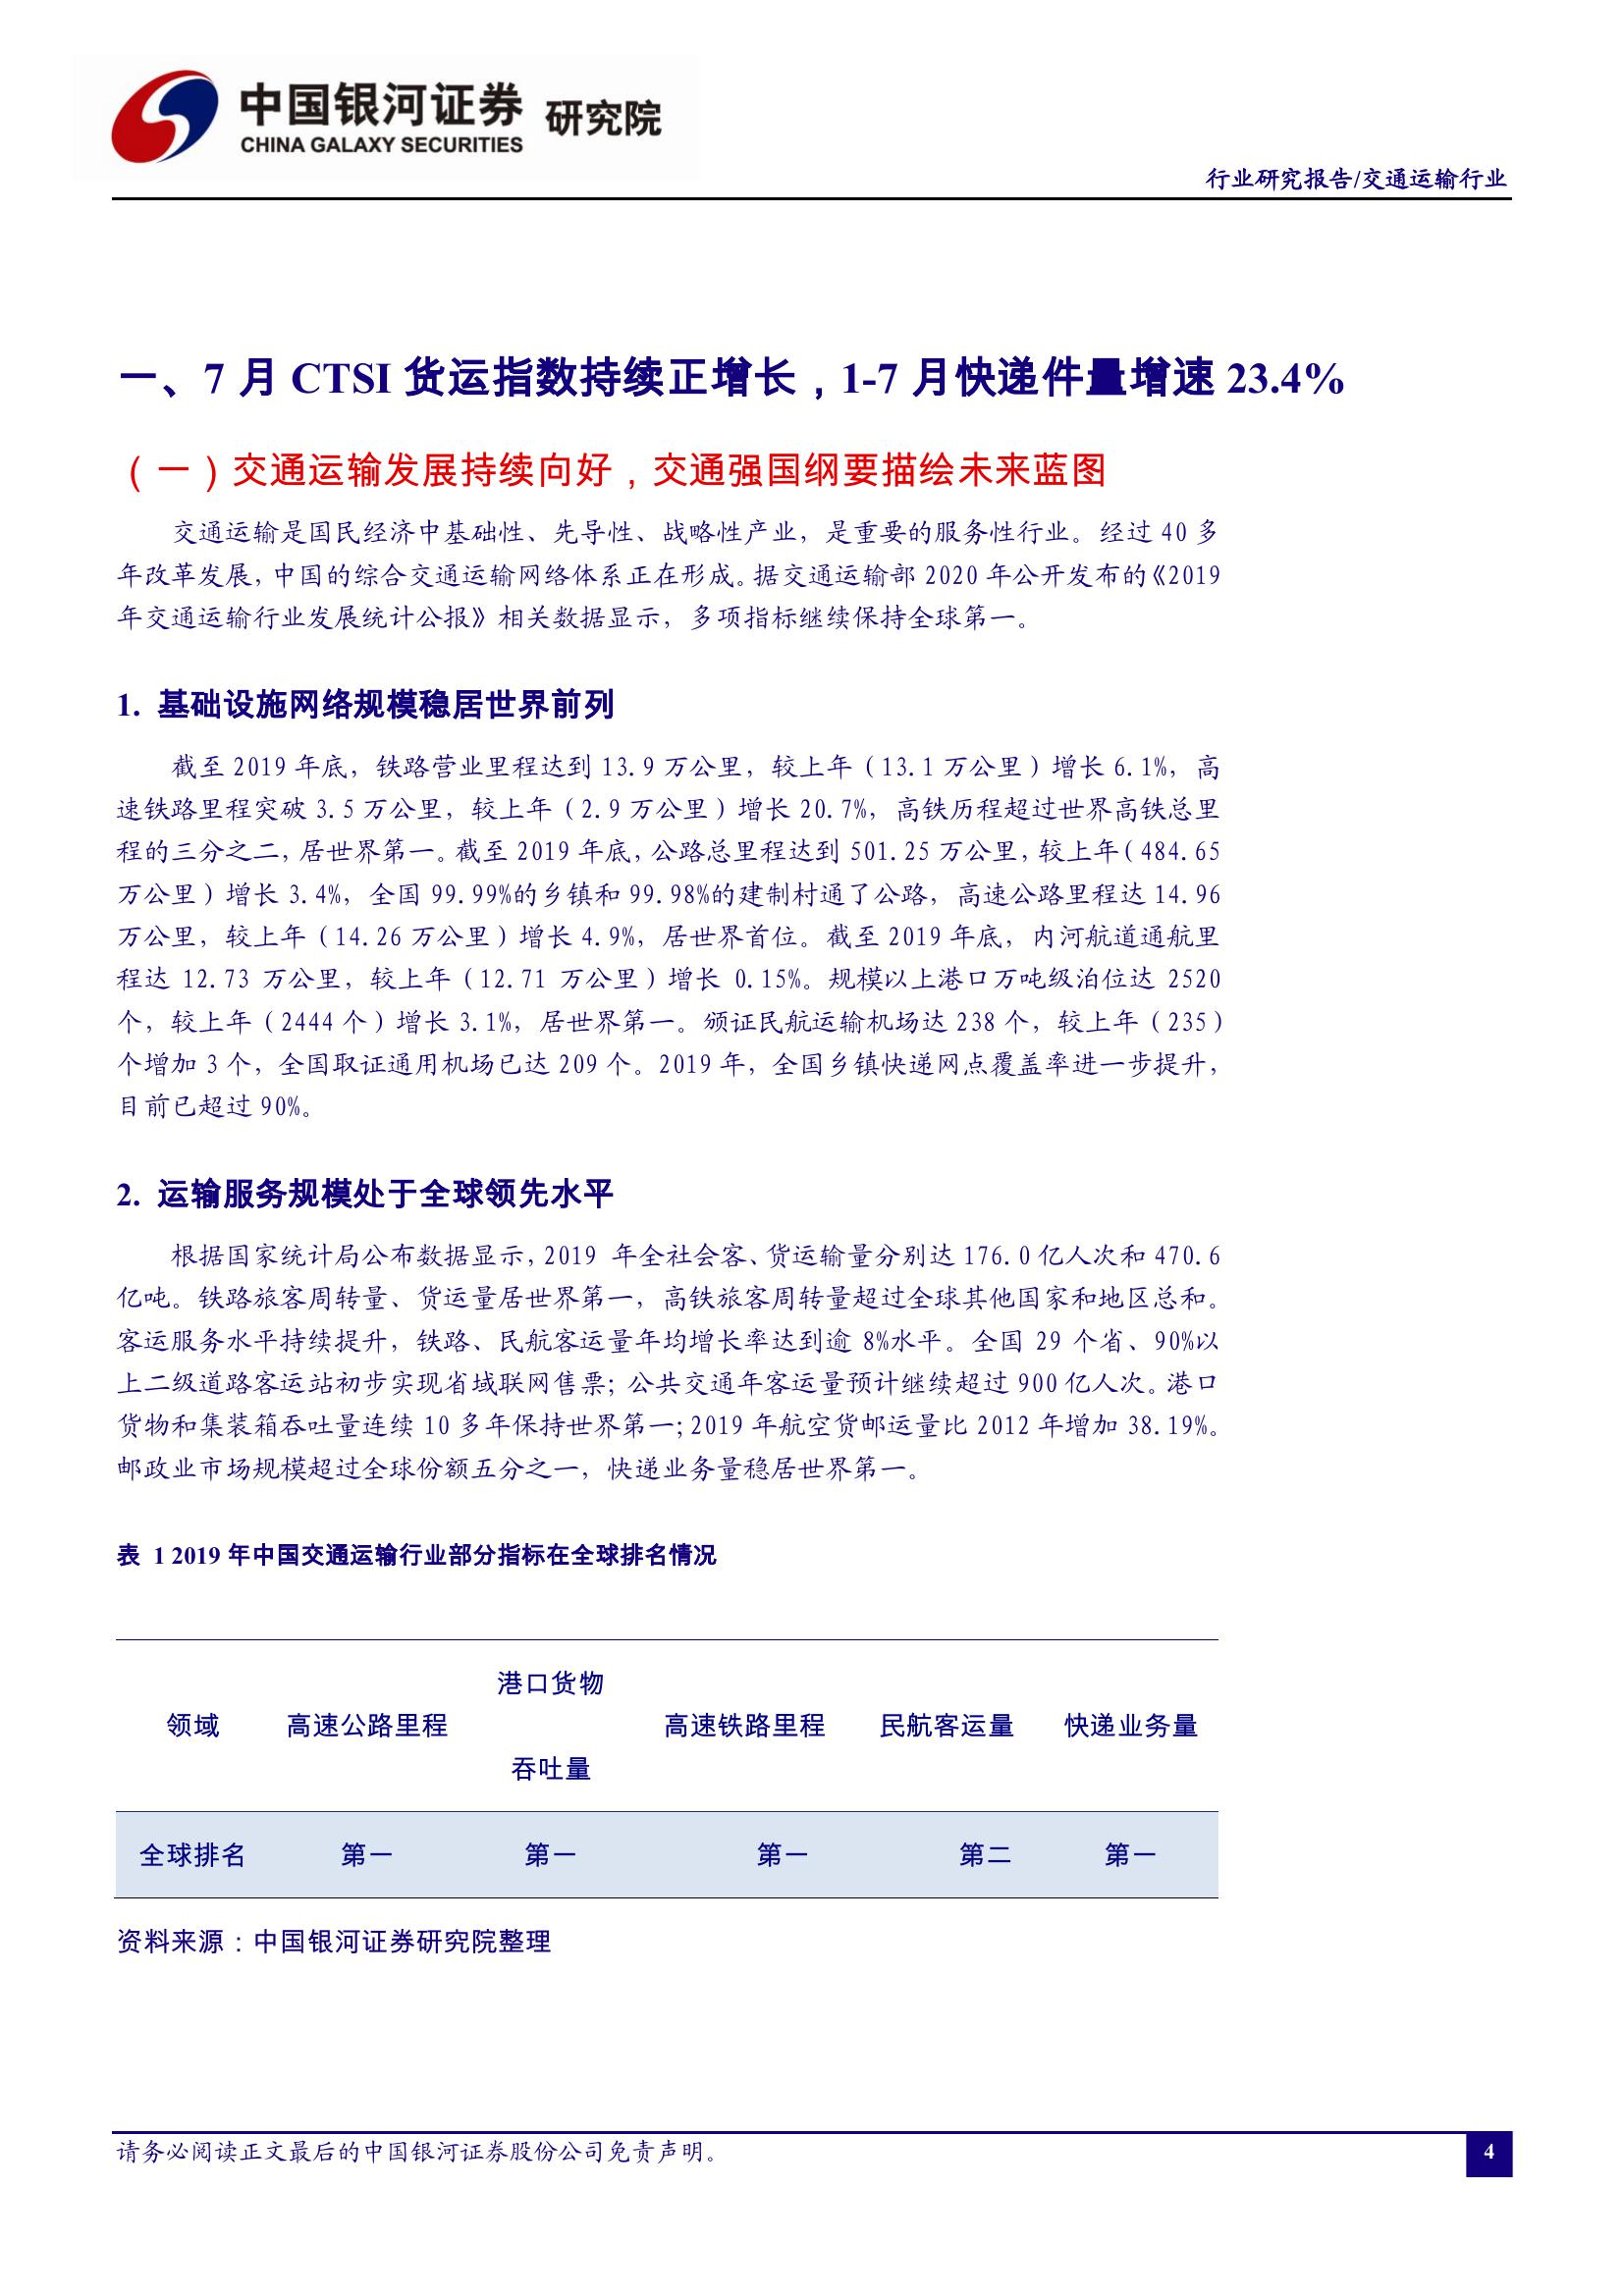 中国银河证券 研究院
CHINA GALAXY SECURITIES
行业研究报告/交通运输行业
一、7 月 CTSI 货运指数持续正增长，1-7 月快递件量增速 23.4%
（一）交通运输发展持续向好，交通强国纲要描绘未来蓝图
交通运输是国民经济中基础性、先导性、战略性产业，是重要的服务性行业。经过 40 多
年改革发展，中国的综合交通运输网络体系正在形成。据交通运输部 2020 年公开发布的《2019
年交通运输行业发展统计公报》相关数据显示，多项指标继续保持全球第一。
1. 基础设施网络规模稳居世界前列
截至 2019 年底，铁路营业里程达到 13.9 万公里，较上年（13.1 万公里）增长 6.1%，高
速铁路里程突破 3.5 万公里，较上年（2.9 万公里）增长 20.7%，高铁历程超过世界高铁总里
程的三分之二，居世界第一。截至 2019 年底，公路总里程达到 501.25 万公里，较上年（484.65
万公里）增长 3.4%，全国 99.99%的乡镇和 99.98%的建制村通了公路，高速公路里程达 14.96
万公里，较上年（14.26 万公里）增长 4.9%，居世界首位。截至 2019 年底，内河航道通航里
程达 12.73 万公里，较上年（12.71 万公里）增长 0.15%。规模以上港口万吨级泊位达 2520
个，较上年（2444 个）增长 3.1%，居世界第一。颁证民航运输机场达 238 个，较上年（235）
个增加 3 个，全国取证通用机场已达 209 个。2019 年，全国乡镇快递网点覆盖率进一步提升，
目前已超过 90%。
2. 运输服务规模处于全球领先水平
根据国家统计局公布数据显示，2019 年全社会客、货运输量分别达 176.0 亿人次和 470.6
亿吨。铁路旅客周转量、货运量居世界第一，高铁旅客周转量超过全球其他国家和地区总和。
客运服务水平持续提升，铁路、民航客运量年均增长率达到逾 8%水平。全国 29 个省、90%以
上二级道路客运站初步实现省域联网售票；公共交通年客运量预计继续超过 900 亿人次。港口
货物和集装箱吞吐量连续 10 多年保持世界第一；2019 年航空货邮运量比 2012 年增加 38.19%。
邮政业市场规模超过全球份额五分之一，快递业务量稳居世界第一。
表 1 2019 年中国交通运输行业部分指标在全球排名情况
领域 高速公路里程 港口货物 高速铁路里程 民航客运量 快递业务量
吞吐量
全球排名 第一 第一 第一 第二 第一
资料来源：中国银河证券研究院整理
请务必阅读正文最后的中国银河证券股份公司免责声明。
4